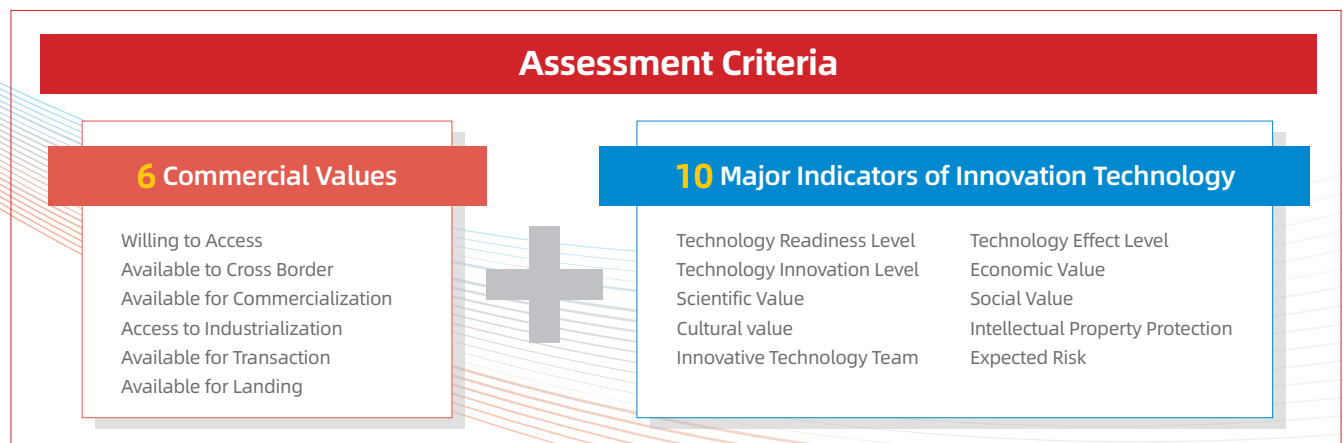 Assessment Criteria
6 Commercial Values
Willing to Access
Available to Cross Border
Available for Commercialization
Access to Industrialization
Available for Transaction
Available for Landing
10 Major Indicators of Innovation Technology
Technology Readiness Level
Technology Innovation Level
Scientific Value
Cultural value
Innovative Technology Team
Technology Effect Level
Economic Value
Social Value
Intellectual Property Protection
Expected Risk